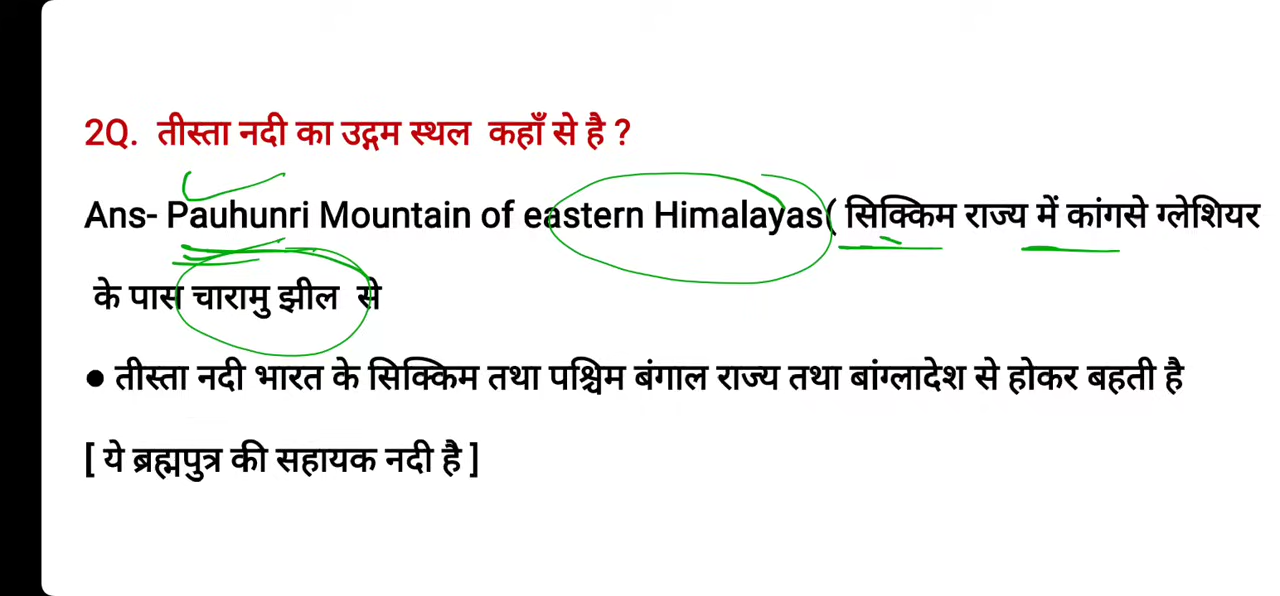 2Q. तीस्ता नदी का उद्गम स्थल कहाँ से है ?
Ans- Pauhunri Mountain of eastern Himalayas( सिक्किम राज्य में कांगसे ग्लेशियर
के पास चारामु झील से
● तीस्ता नदी भारत के सिक्किम तथा पश्चिम बंगाल राज्य तथा बांग्लादेश से होकर बहती है
[ ये ब्रह्मपुत्र की सहायक नदी है ]